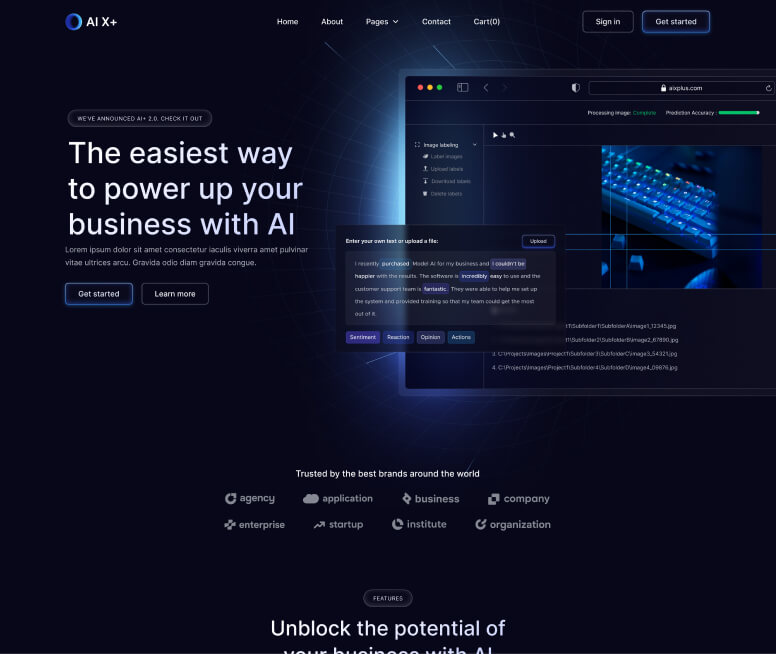 AI X+
Home
About
Pages
Contact
Cart(0)
Sign in
Get started
WE'VE ANNOUNCED AI+ 2.0. CHECK IT OUT
The easiest way
to power up your
business with AI
Lorem ipsum dolor sit amet consectetur iaculis viverra amet pulvinar
vitae ultrices arcu. Gravida odio diam gravida congue.
Get started
Learn more
aixplus.com
Processing image: Complete
Prediction Accuracy :
Image labeling
Label images
Upload labels
Download labels
Delete labels
Enter your own text or upload a file:
Upload
I recently purchased Model AI for my business and I couldn't be
happier with the results. The software is incredibly easy to use and the
customer support team is fantastic. They were able to help me set up
the system and provided training so that my team could get the most
out of it.
Sentiment
Reaction
Opinion
Actions
\Subfolder1\SubfolderA\image1_12345.jpg
\Subfolder2\SubfolderB\image2_67890.jpg
3. C:\Projects\Images\Project1\Subfolder3\SubfolderC\image3_54321.jpg
4. C:\Projects\Images\Project1\Subfolder4\SubfolderD\image4_09876.jpg
Trusted by the best brands around the world
agency
application
business
company
enterprise
startup
institute
organization
FEATURES
Unblock the potential of
your business with AI